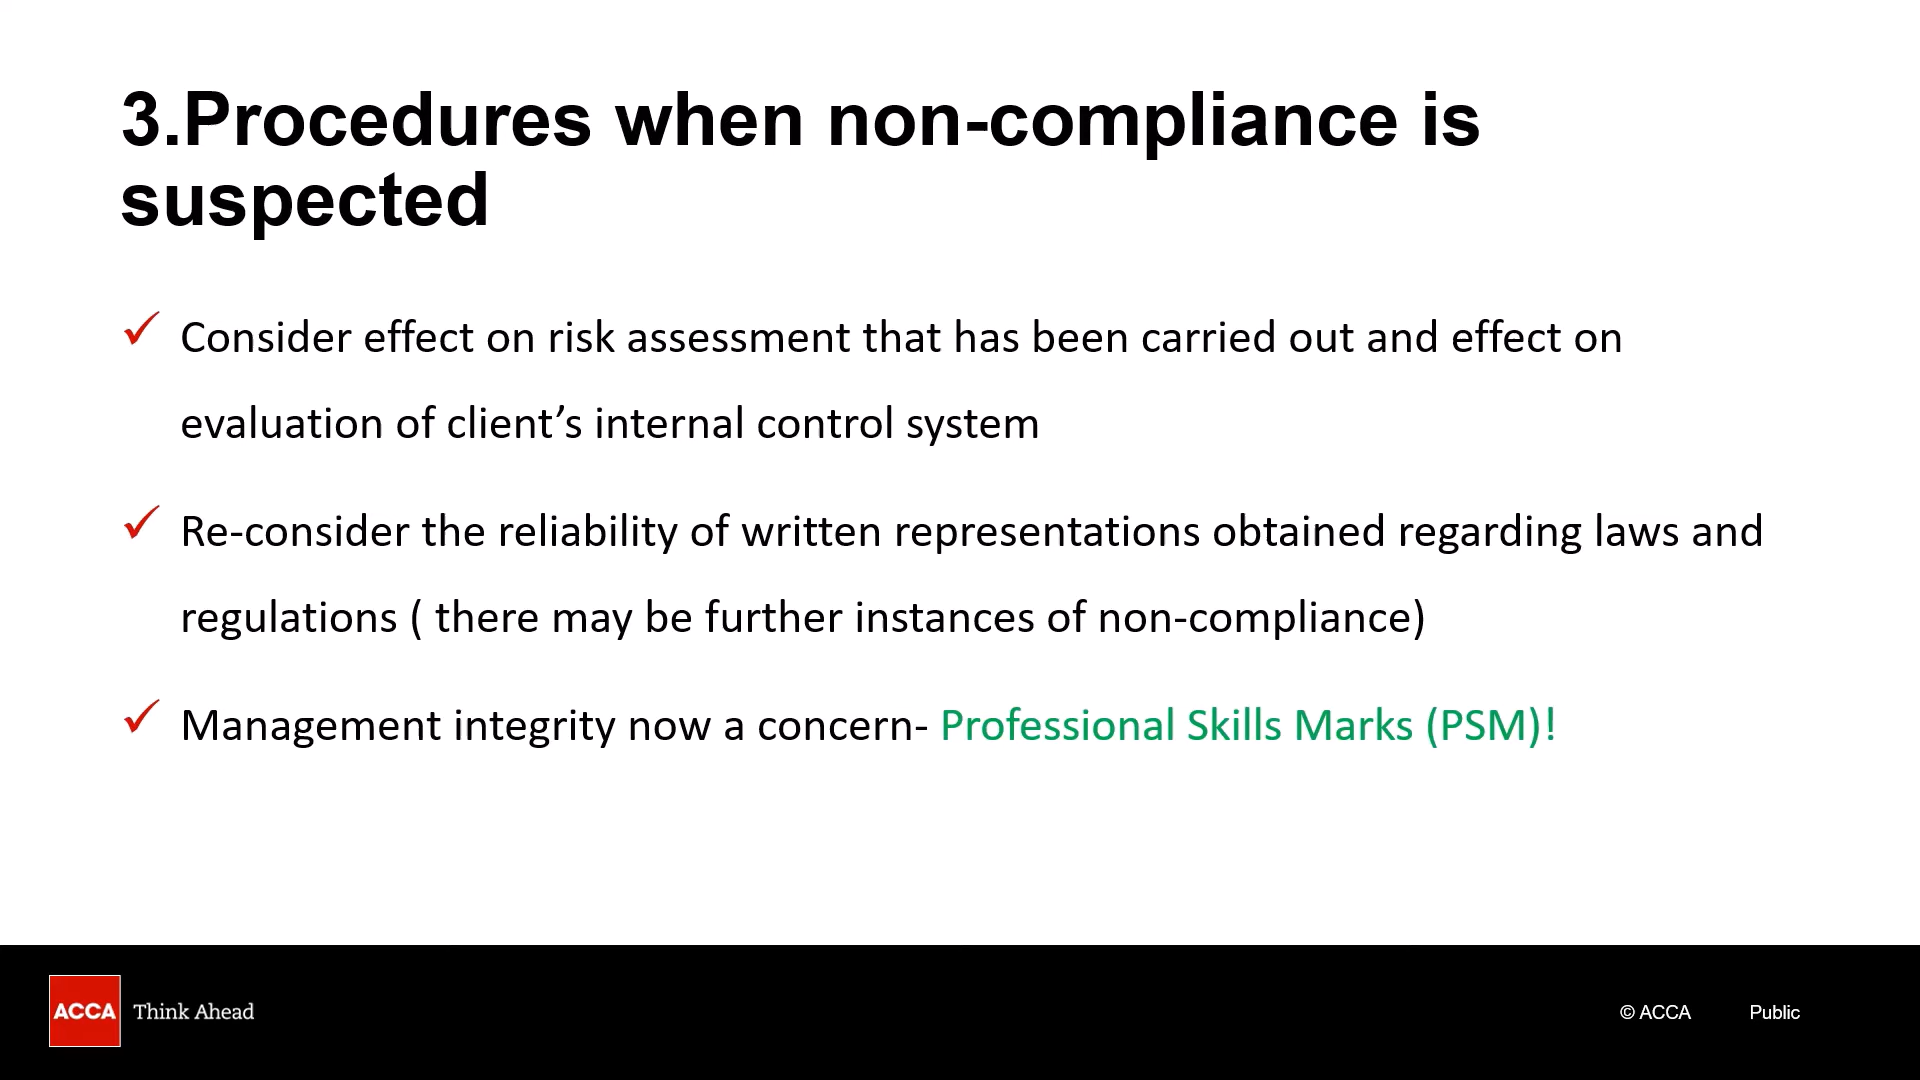 3.Procedures when non-compliance is
suspected
Consider effect on risk assessment that has been carried out and effect on
evaluation of client’s internal control system
Re-consider the reliability of written representations obtained regarding laws and
regulations ( there may be further instances of non-compliance)
Management integrity now a concern- Professional Skills Marks (PSM)!
ACCA Think Ahead
© ACCA Public